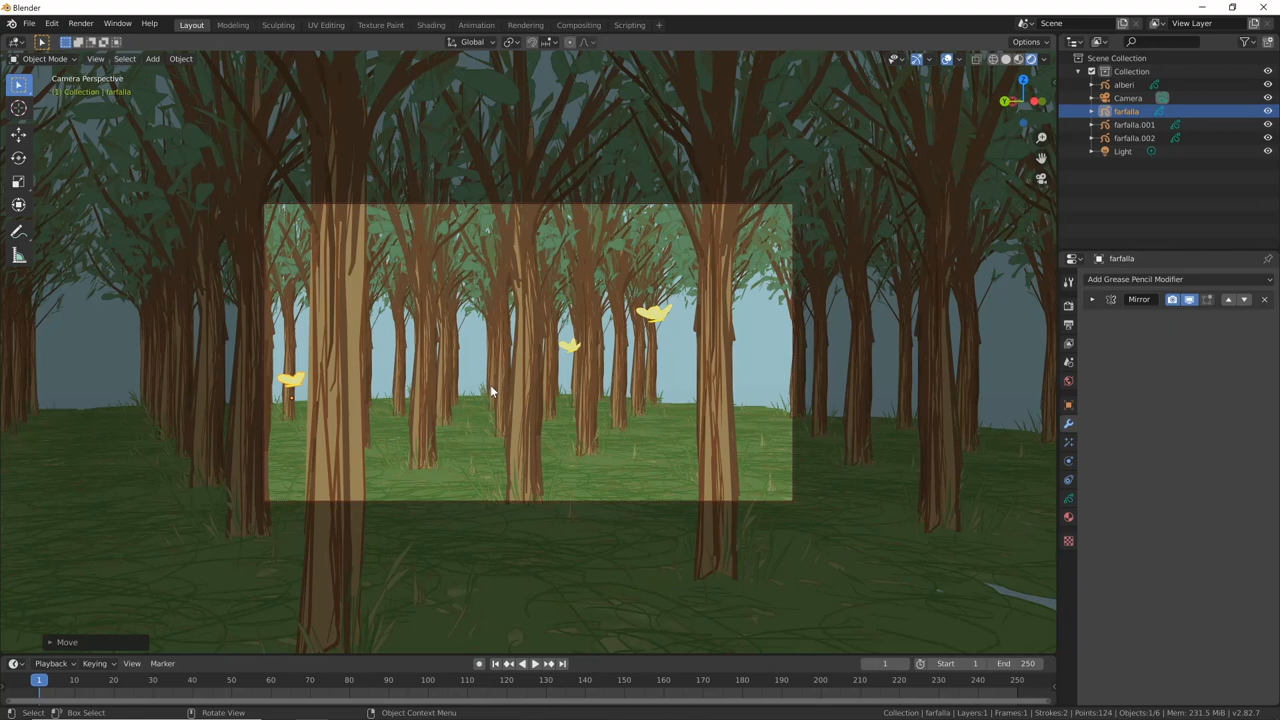 Blender
File Edit Render Window Help Layout Modeling Sculpting UV Editing Texture Paint Shading Animation Rendering Compositing Scripting + Scene View Layer
Global Options
Object Mode View Select Add Object
Camera Perspective
(1) Collection | farfalla
Z
Y
Scene Collection
Collection
alberi
Camera
farfalla
farfalla.001
farfalla.002
Light
farfalla
Add Grease Pencil Modifier
Mirror
Move
Playback Keying View Marker 1 Start 1 End 250
1 10 20 30 40 50 60 70 80 90 100 110 120 130 140 150 160 170 180 190 200 210 220 230 240 250
Select Box Select Rotate View Object Context Menu Collection | farfalla | Layers:1 | Frames:1 | Strokes:2 | Points:124 | Objects:1/6 | Mem: 231.5 MiB | v2.82.7